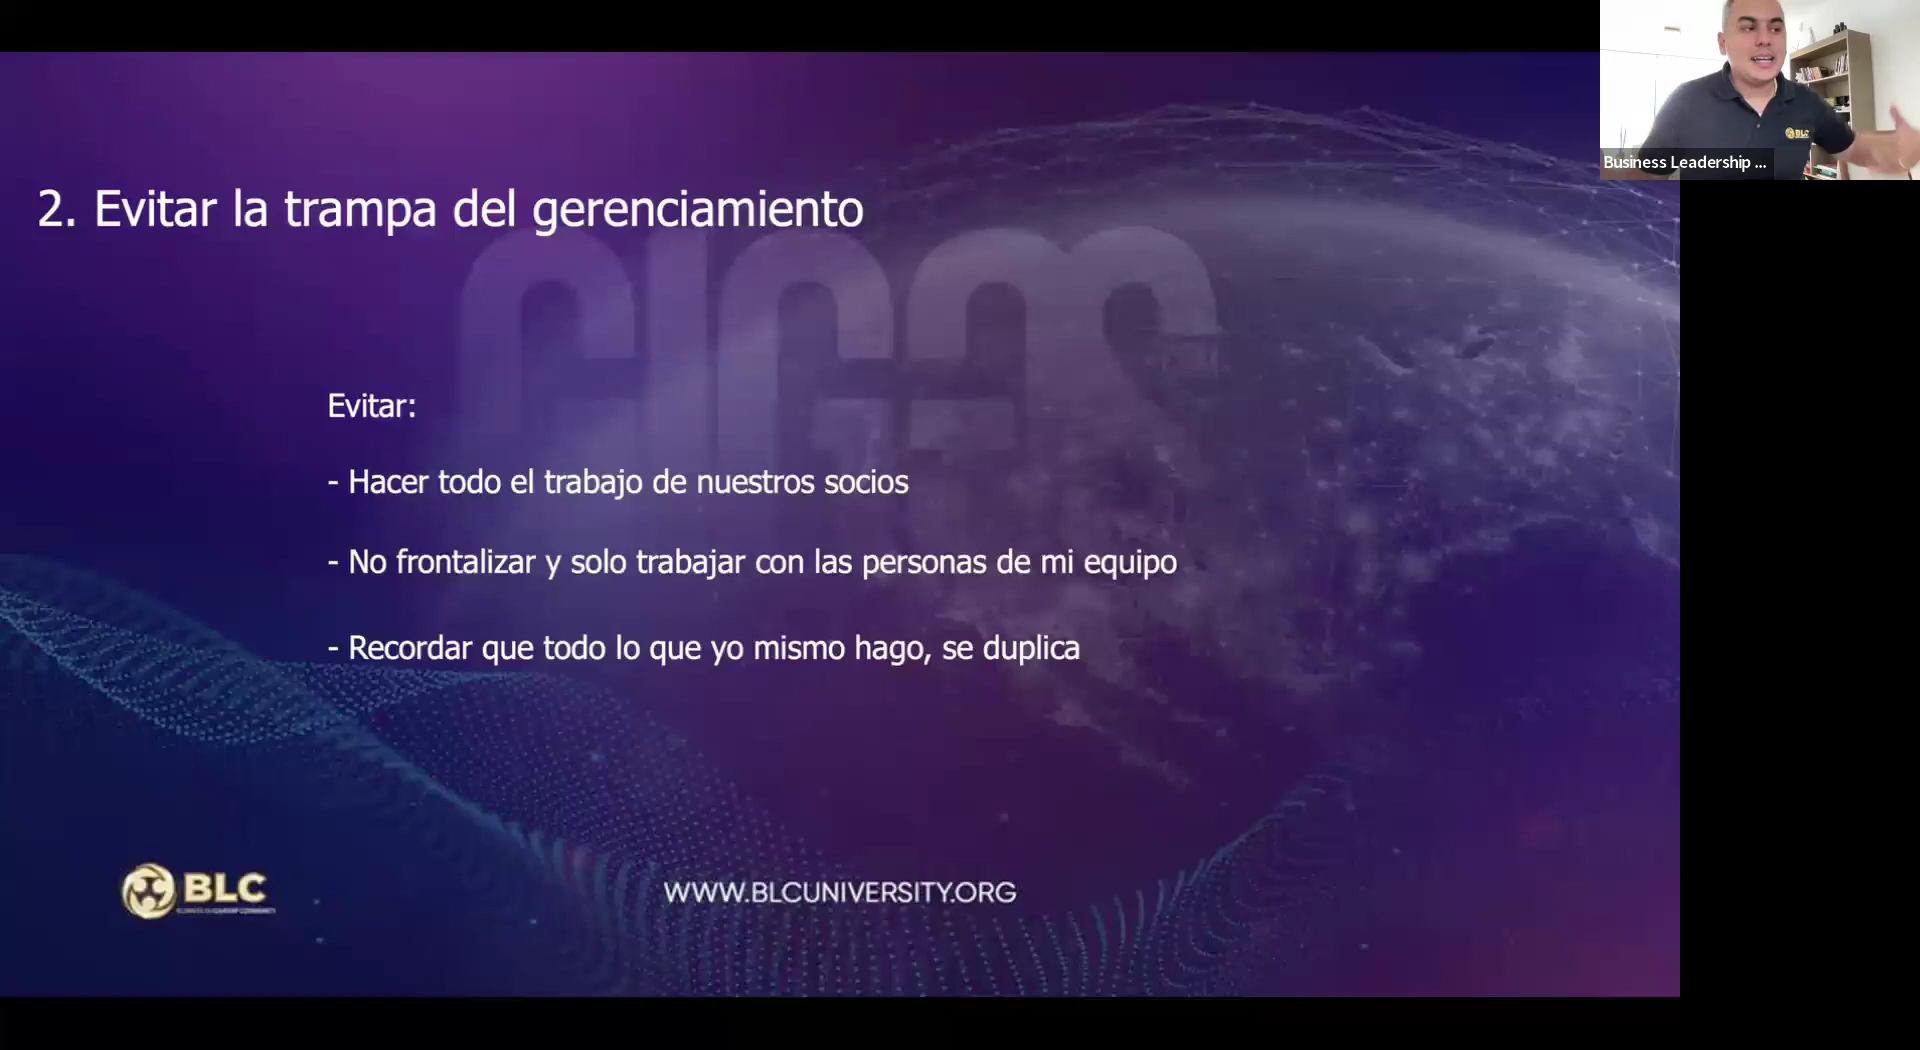 Business Leadership ...
2. Evitar la trampa del gerenciamiento
Evitar:
- Hacer todo el trabajo de nuestros socios
- No frontalizar y solo trabajar con las personas de mi equipo
- Recordar que todo lo que yo mismo hago, se duplica
BLC
WWW.BLCUNIVERSITY.ORG
BLC